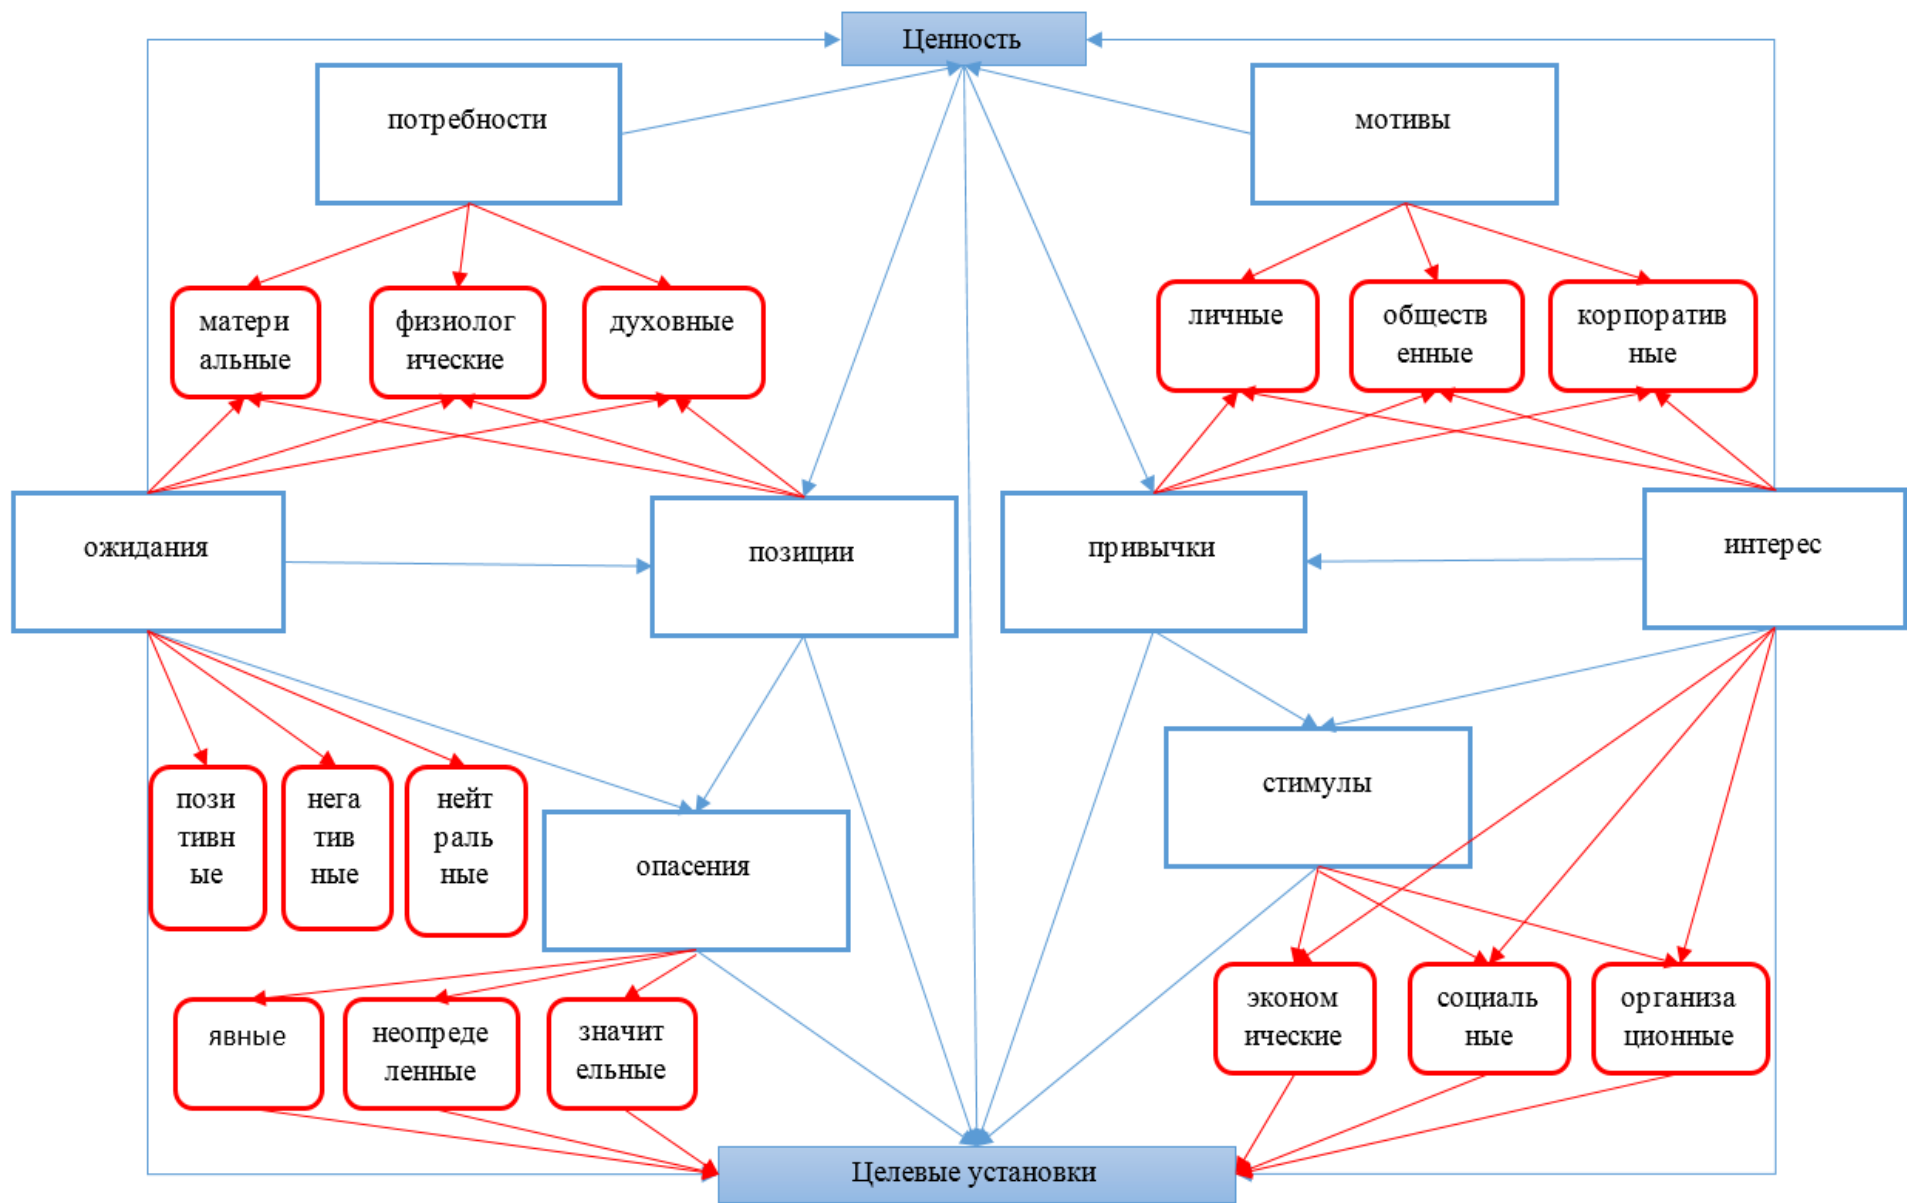 Ценность
потребности
мотивы
матери
альные
физиолог
ические
духовные
личные
обществ
енные
корпоратив
ные
ожидания
позиции
привычки
интерес
пози
тивн
ые
нега
тив
ные
нейт
раль
ные
опасения
стимулы
явные
неопреде
ленные
значит
ельные
эконом
ические
социаль
ные
организа
ционные
Целевые установки